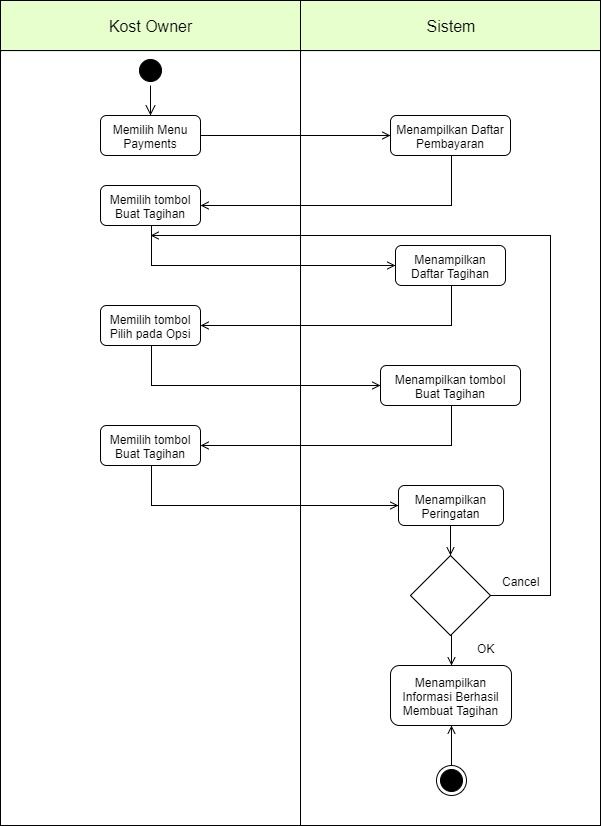 Kost Owner
Sistem
Memilih Menu
Payments
Menampilkan Daftar
Pembayaran
Memilih tombol
Buat Tagihan
Menampilkan
Daftar Tagihan
Memilih tombol
Pilih pada Opsi
Menampilkan tombol
Buat Tagihan
Memilih tombol
Buat Tagihan
Menampilkan
Peringatan
Cancel
OK
Menampilkan
Informasi Berhasil
Membuat Tagihan